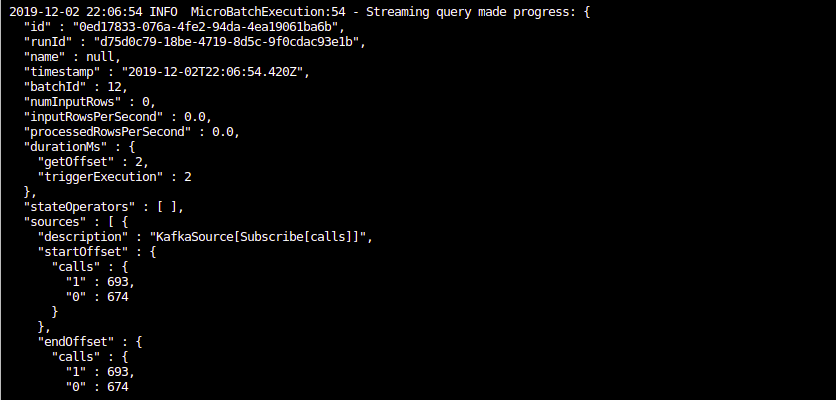 2019-12-02 22:06:54 INFO  MicroBatchExecution:54 - Streaming query made progress: {
  "id" : "0ed17833-076a-4fe2-94da-4ea19061ba6b",
  "runId" : "d75d0c79-18be-4719-8d5c-9f0cdac93e1b",
  "name" : null,
  "timestamp" : "2019-12-02T22:06:54.420Z",
  "batchId" : 12,
  "numInputRows" : 0,
  "inputRowsPerSecond" : 0.0,
  "processedRowsPerSecond" : 0.0,
  "durationMs" : {
    "getOffset" : 2,
    "triggerExecution" : 2
  },
  "stateOperators" : [ ],
  "sources" : [ {
    "description" : "KafkaSource[Subscribe[calls]]",
    "startOffset" : {
      "calls" : {
        "1" : 693,
        "0" : 674
      }
    },
    "endOffset" : {
      "calls" : {
        "1" : 693,
        "0" : 674